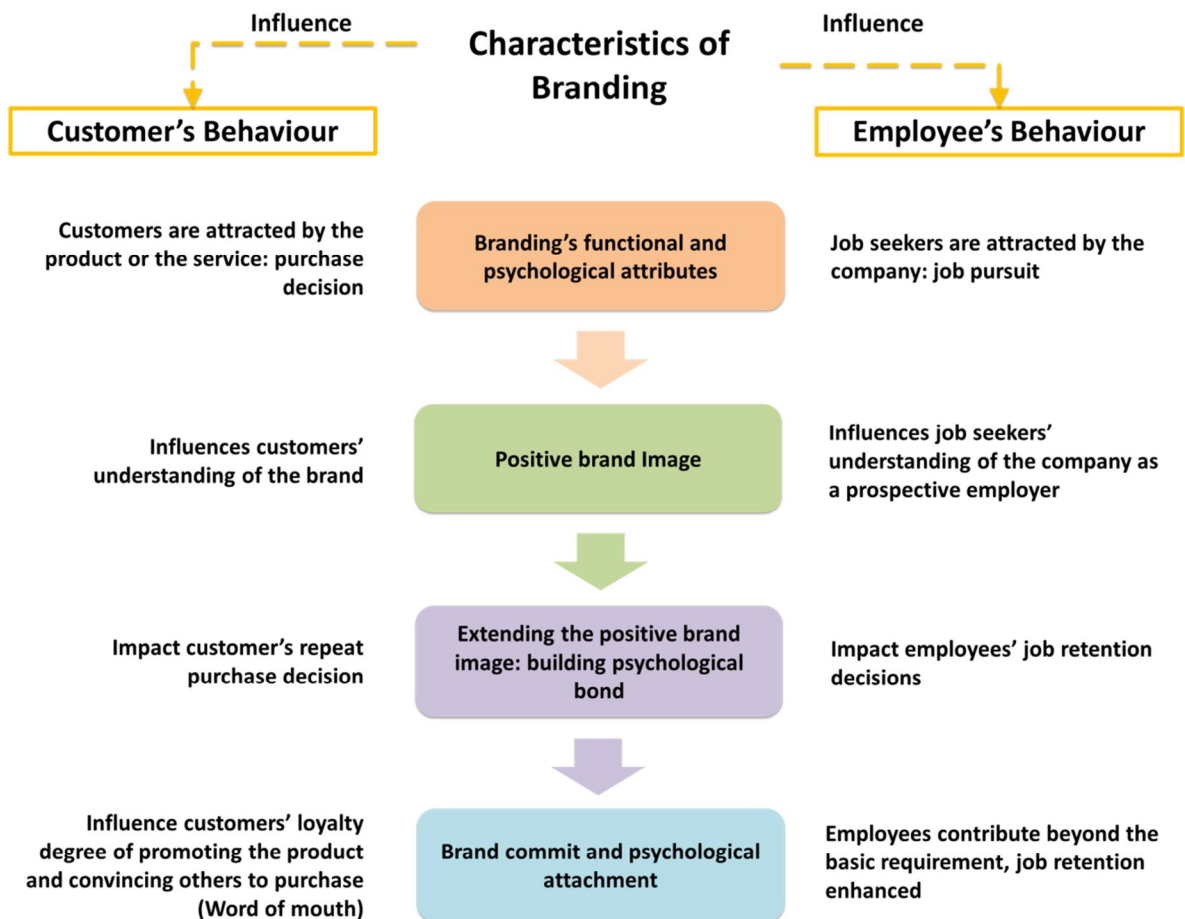 Influence
Characteristics of
Branding
Influence
Customer's Behaviour
Employee's Behaviour
Customers are attracted by the
product or the service: purchase
decision
Branding's functional and
psychological attributes
Job seekers are attracted by the
company: job pursuit
Influences customers'
understanding of the brand
Positive brand Image
Influences job seekers'
understanding of the company as
a prospective employer
Impact customer's repeat
purchase decision
Extending the positive brand
image: building psychological
bond
Impact employees' job retention
decisions
Influence customers' loyalty
degree of promoting the product
and convincing others to purchase
(Word of mouth)
Brand commit and psychological
attachment
Employees contribute beyond the
basic requirement, job retention
enhanced